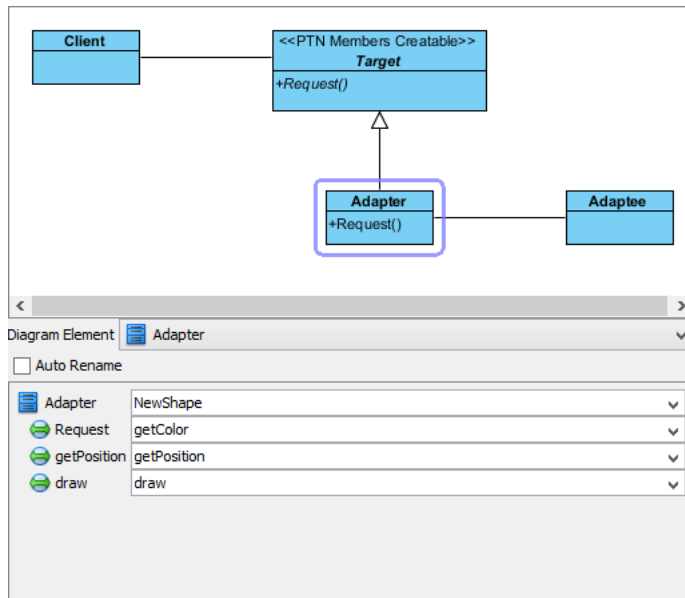 Client
<<PTN Members Creatable>>
Target
+Request()
Adapter
+Request()
Adaptee
Diagram Element Adapter
Auto Rename
Adapter NewShape
Request getColor
getPosition getPosition
draw draw